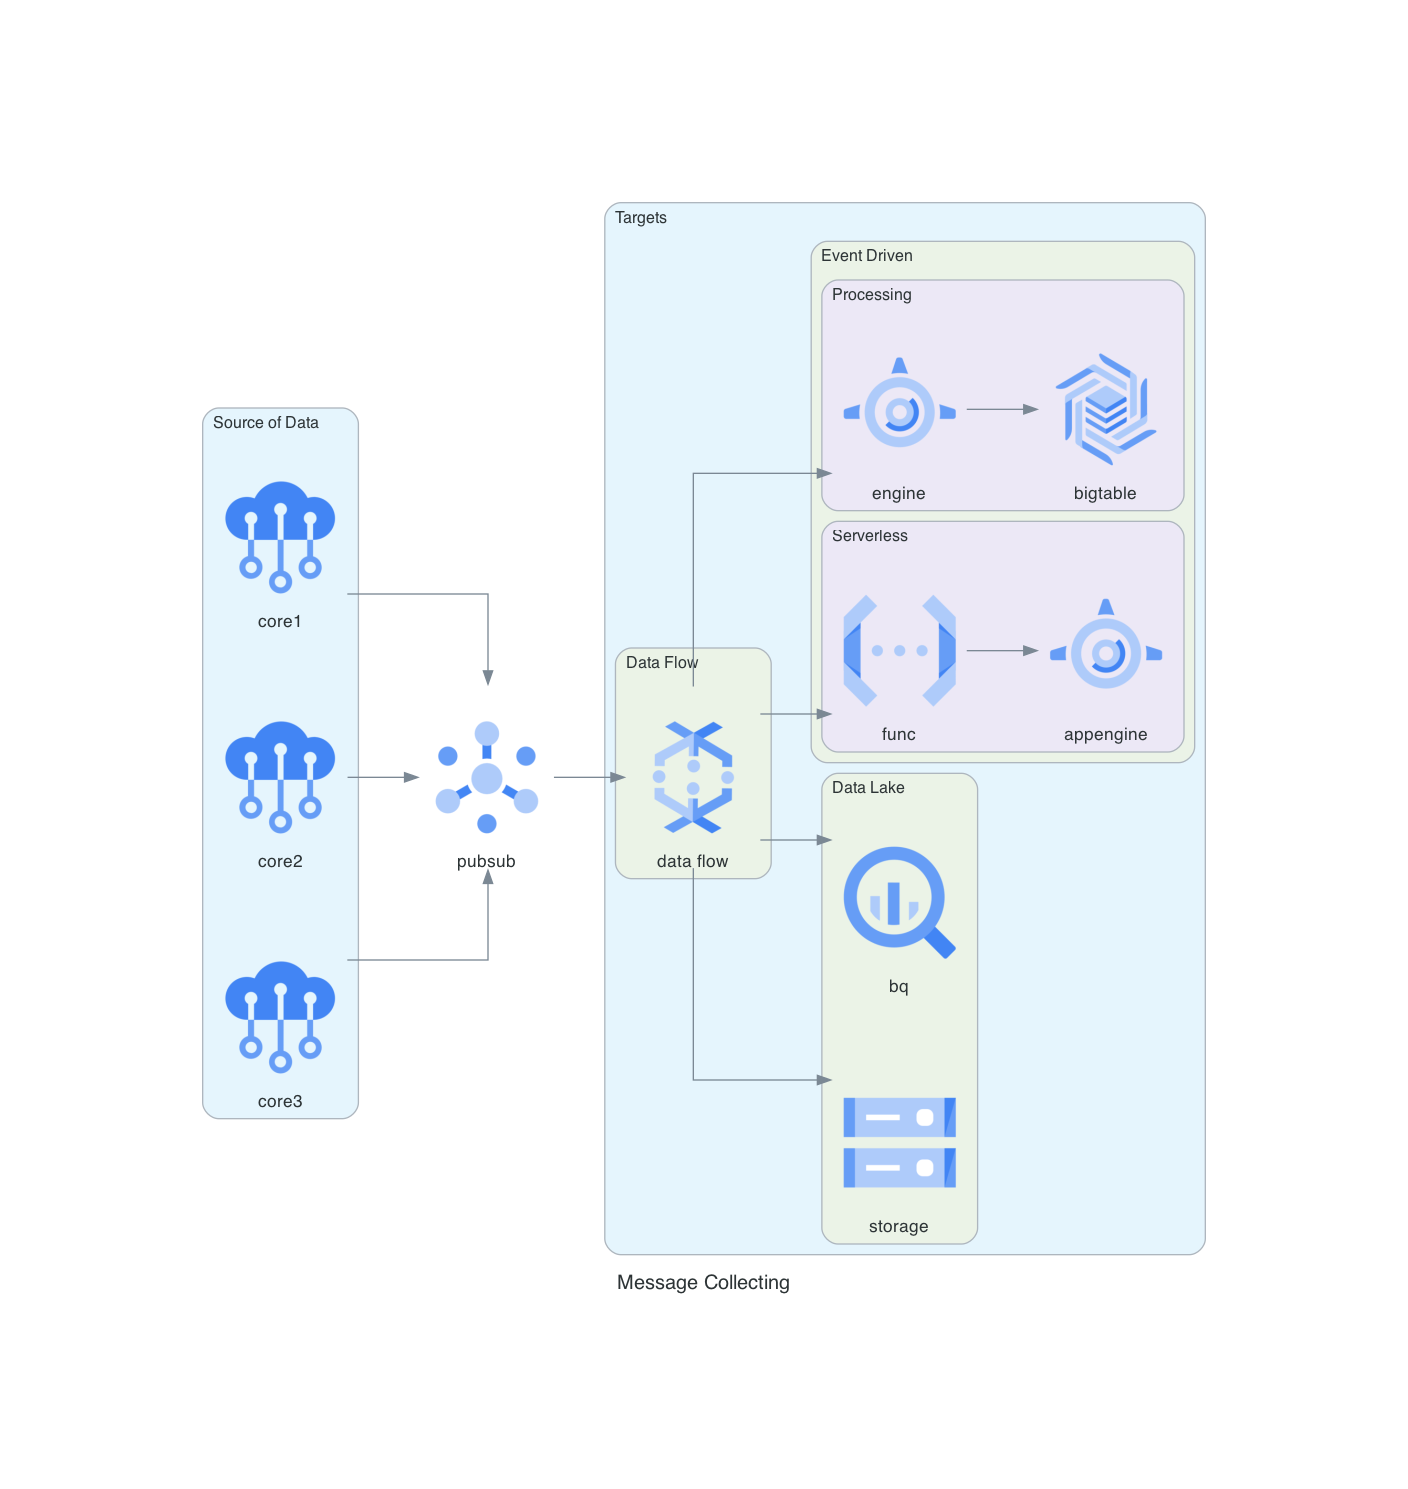 Targets
Event Driven
Processing
engine
bigtable
Serverless
func
appengine
Source of Data
core1
core2
core3
pubsub
Data Flow
data flow
Data Lake
bq
storage
Message Collecting